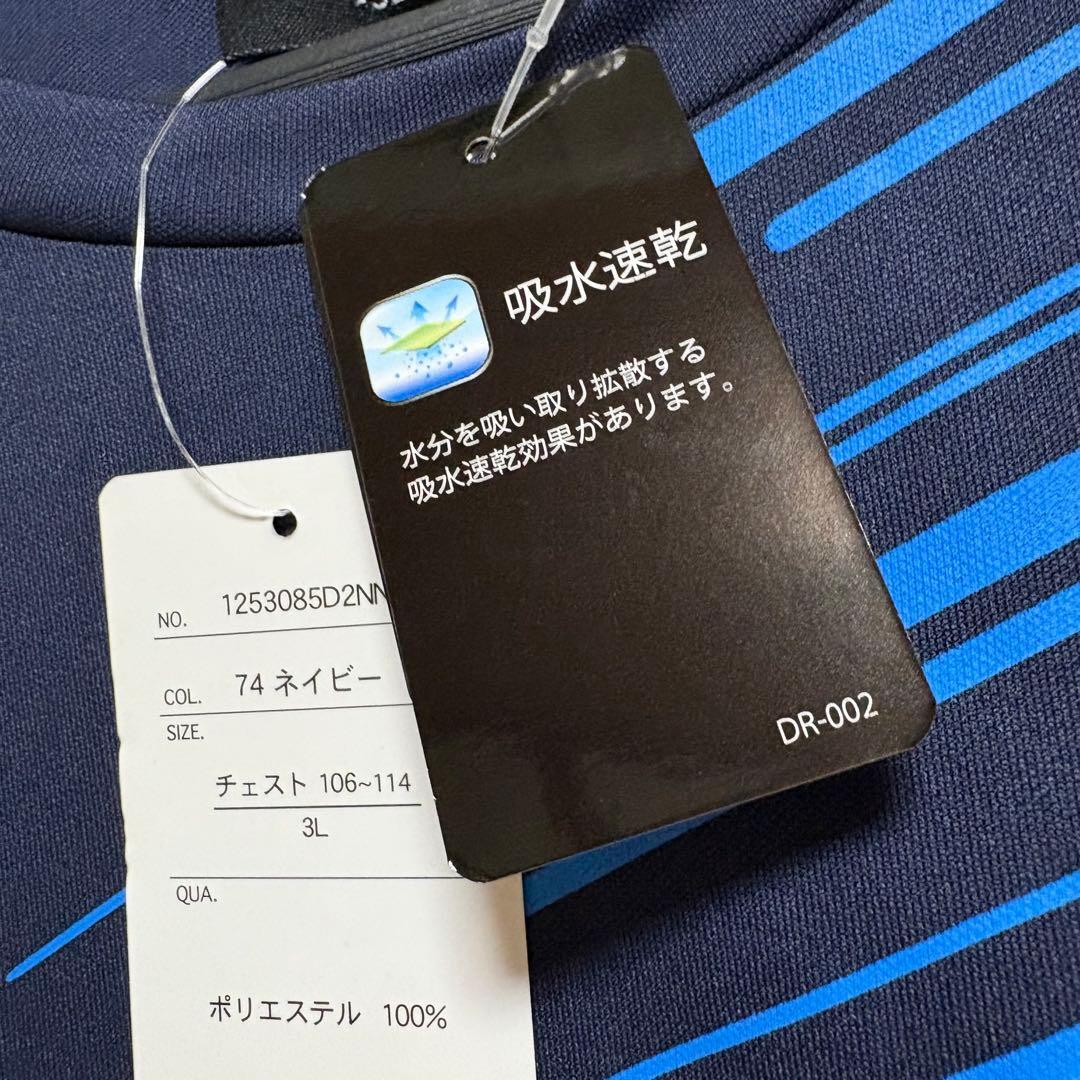 吸水速乾
水分を吸い取り拡散する
吸水速乾効果があります。
DR-002
NO. 1253085D2NN
COL. 74 ネイビー
SIZE.
チェスト 106~114
3L
QUA.
ポリエステル 100%